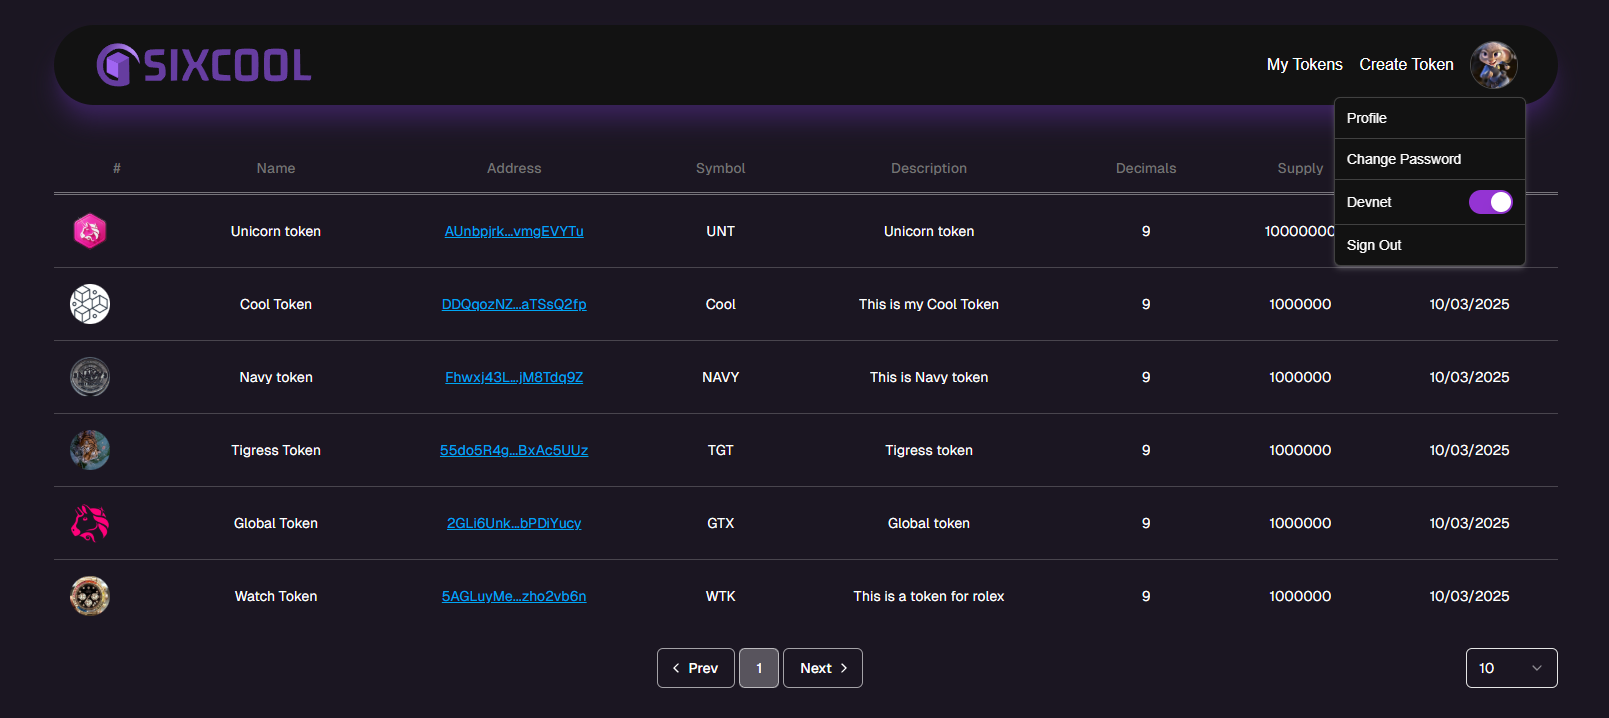 SIXCOOL
My Tokens Create Token
Profile
Change Password
Devnet
Sign Out
# Name Address Symbol Description Decimals Supply
Unicorn token AUnbpjrk...vmgEVYTu UNT Unicorn token 9 10000000
Cool Token DDQqozNZ...aTSsQ2fp Cool This is my Cool Token 9 1000000 10/03/2025
Navy token Fhwxj43L...jM8Tdq9Z NAVY This is Navy token 9 1000000 10/03/2025
Tigress Token 55do5R4g...BxAc5UUz TGT Tigress token 9 1000000 10/03/2025
Global Token 2GLi6Unk...bPDiYucy GTX Global token 9 1000000 10/03/2025
Watch Token 5AGLuyMe...zho2vb6n WTK This is a token for rolex 9 1000000 10/03/2025
Prev 1 Next 10